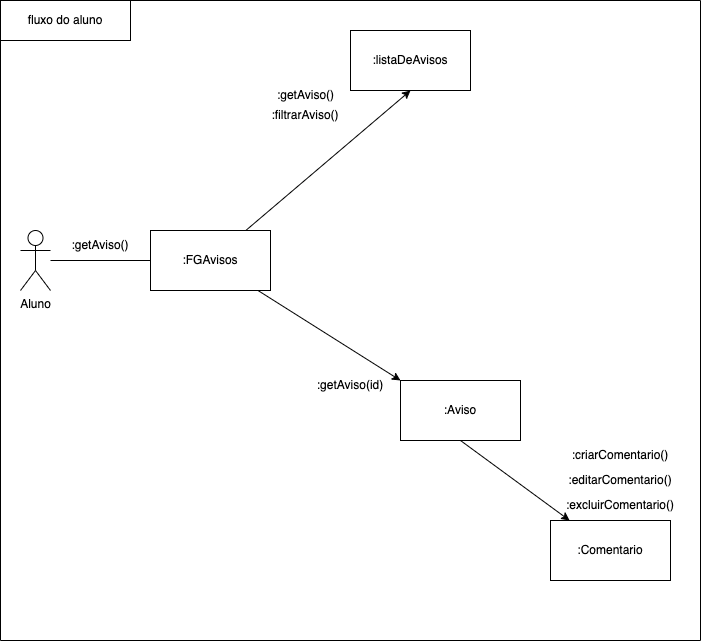 fluxo do aluno
:listaDeAvisos
:getAviso()
:filtrarAviso()
:getAviso()
:FGAvisos
Aluno
:getAviso(id)
:Aviso
:criarComentario()
:editarComentario()
:excluirComentario()
:Comentario